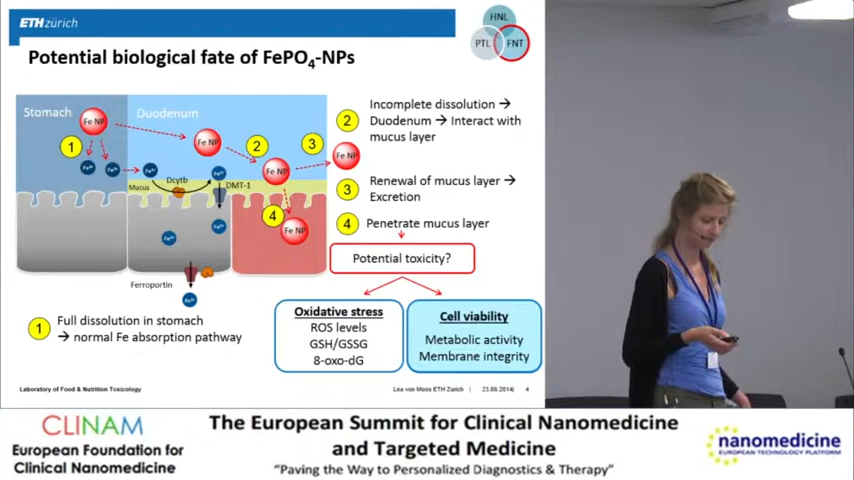 ETH zürich
HNL
PTL
FNT
Potential biological fate of FePO4-NPs
Stomach
Duodenum
Fe NP
Fe NP
Fe NP
Fe NP
Fe NP
1
2
3
4
Mucus
Dcytb
DMT-1
Ferroportin
2
Incomplete dissolution →
Duodenum → Interact with
mucus layer
3
Renewal of mucus layer →
Excretion
4
Penetrate mucus layer
Potential toxicity?
Oxidative stress
ROS levels
GSH/GSSG
8-oxo-dG
Cell viability
Metabolic activity
Membrane integrity
1
Full dissolution in stomach
→ normal Fe absorption pathway
Laboratory of Food & Nutrition Toxicology
Lea von Moos ETH Zurich | 23.06.2014 | 4
CLINAM
European Foundation for
Clinical Nanomedicine
The European Summit for Clinical Nanomedicine
and Targeted Medicine
"Paving the Way to Personalized Diagnostics & Therapy"
nanomedicine
EUROPEAN TECHNOLOGY PLATFORM